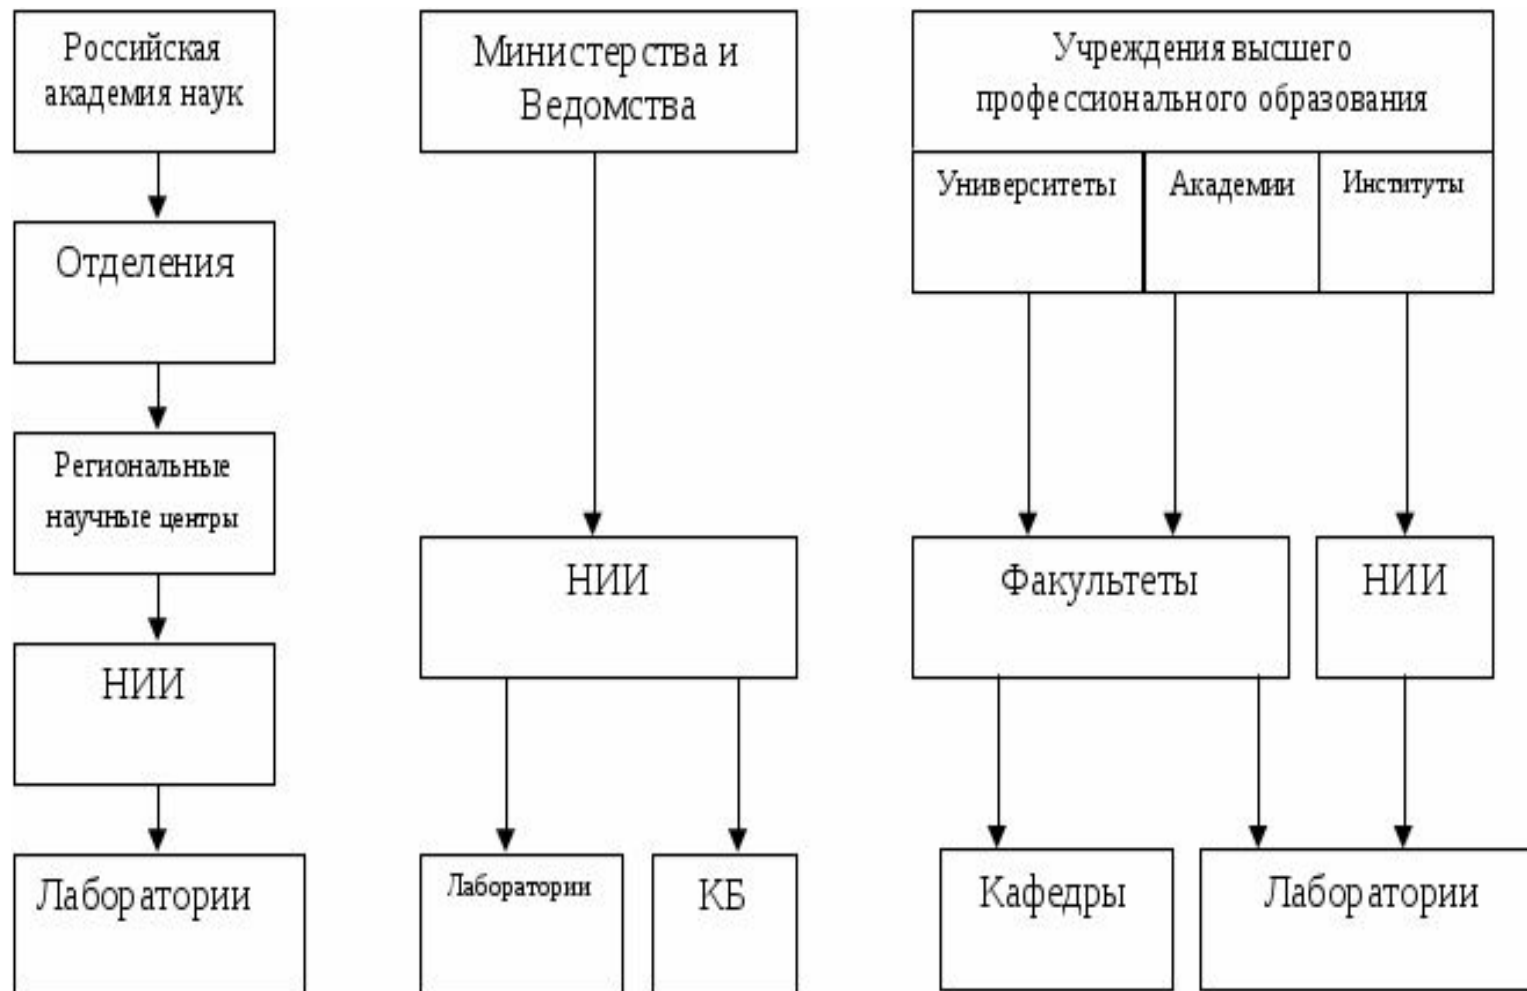 Российская
академия наук
Отделения
Региональные
научные центры
НИИ
Лаборатории
Министерства и
Ведомства
НИИ
Лаборатории
КБ
Учреждения высшего
профессионального образования
Университеты
Академии
Институты
Факультеты
НИИ
Кафедры
Лаборатории